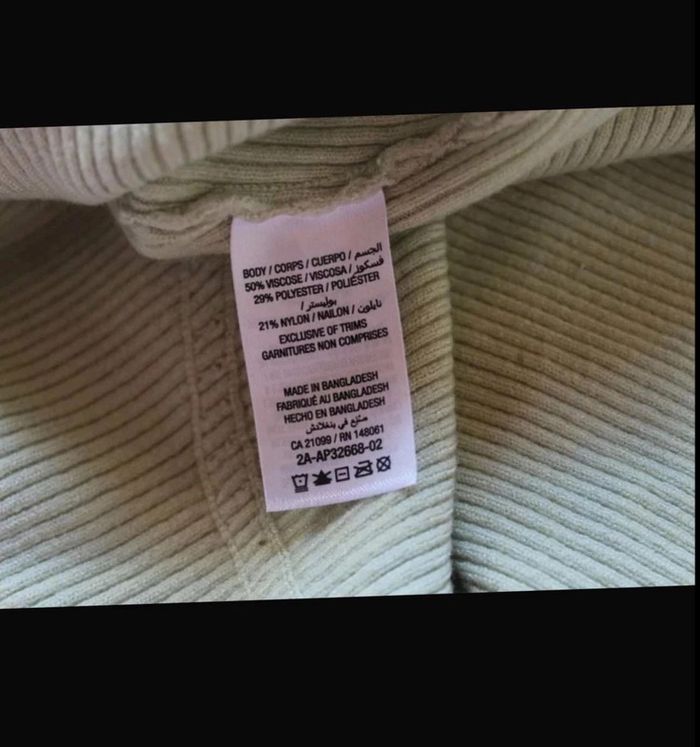 BODY / CORPS / CUERPO / الجسم
50% VISCOSE / VISCOSA / فسكوز
29% POLYESTER / POLIÉSTER
/ بوليستر
21% NYLON / NAILON / نايلون
EXCLUSIVE OF TRIMS
GARNITURES NON COMPRISES
MADE IN BANGLADESH
FABRIQUÉ AU BANGLADESH
HECHO EN BANGLADESH
صنع في بنغلادش
CA 21099 / RN 148061
2A-AP32668-02